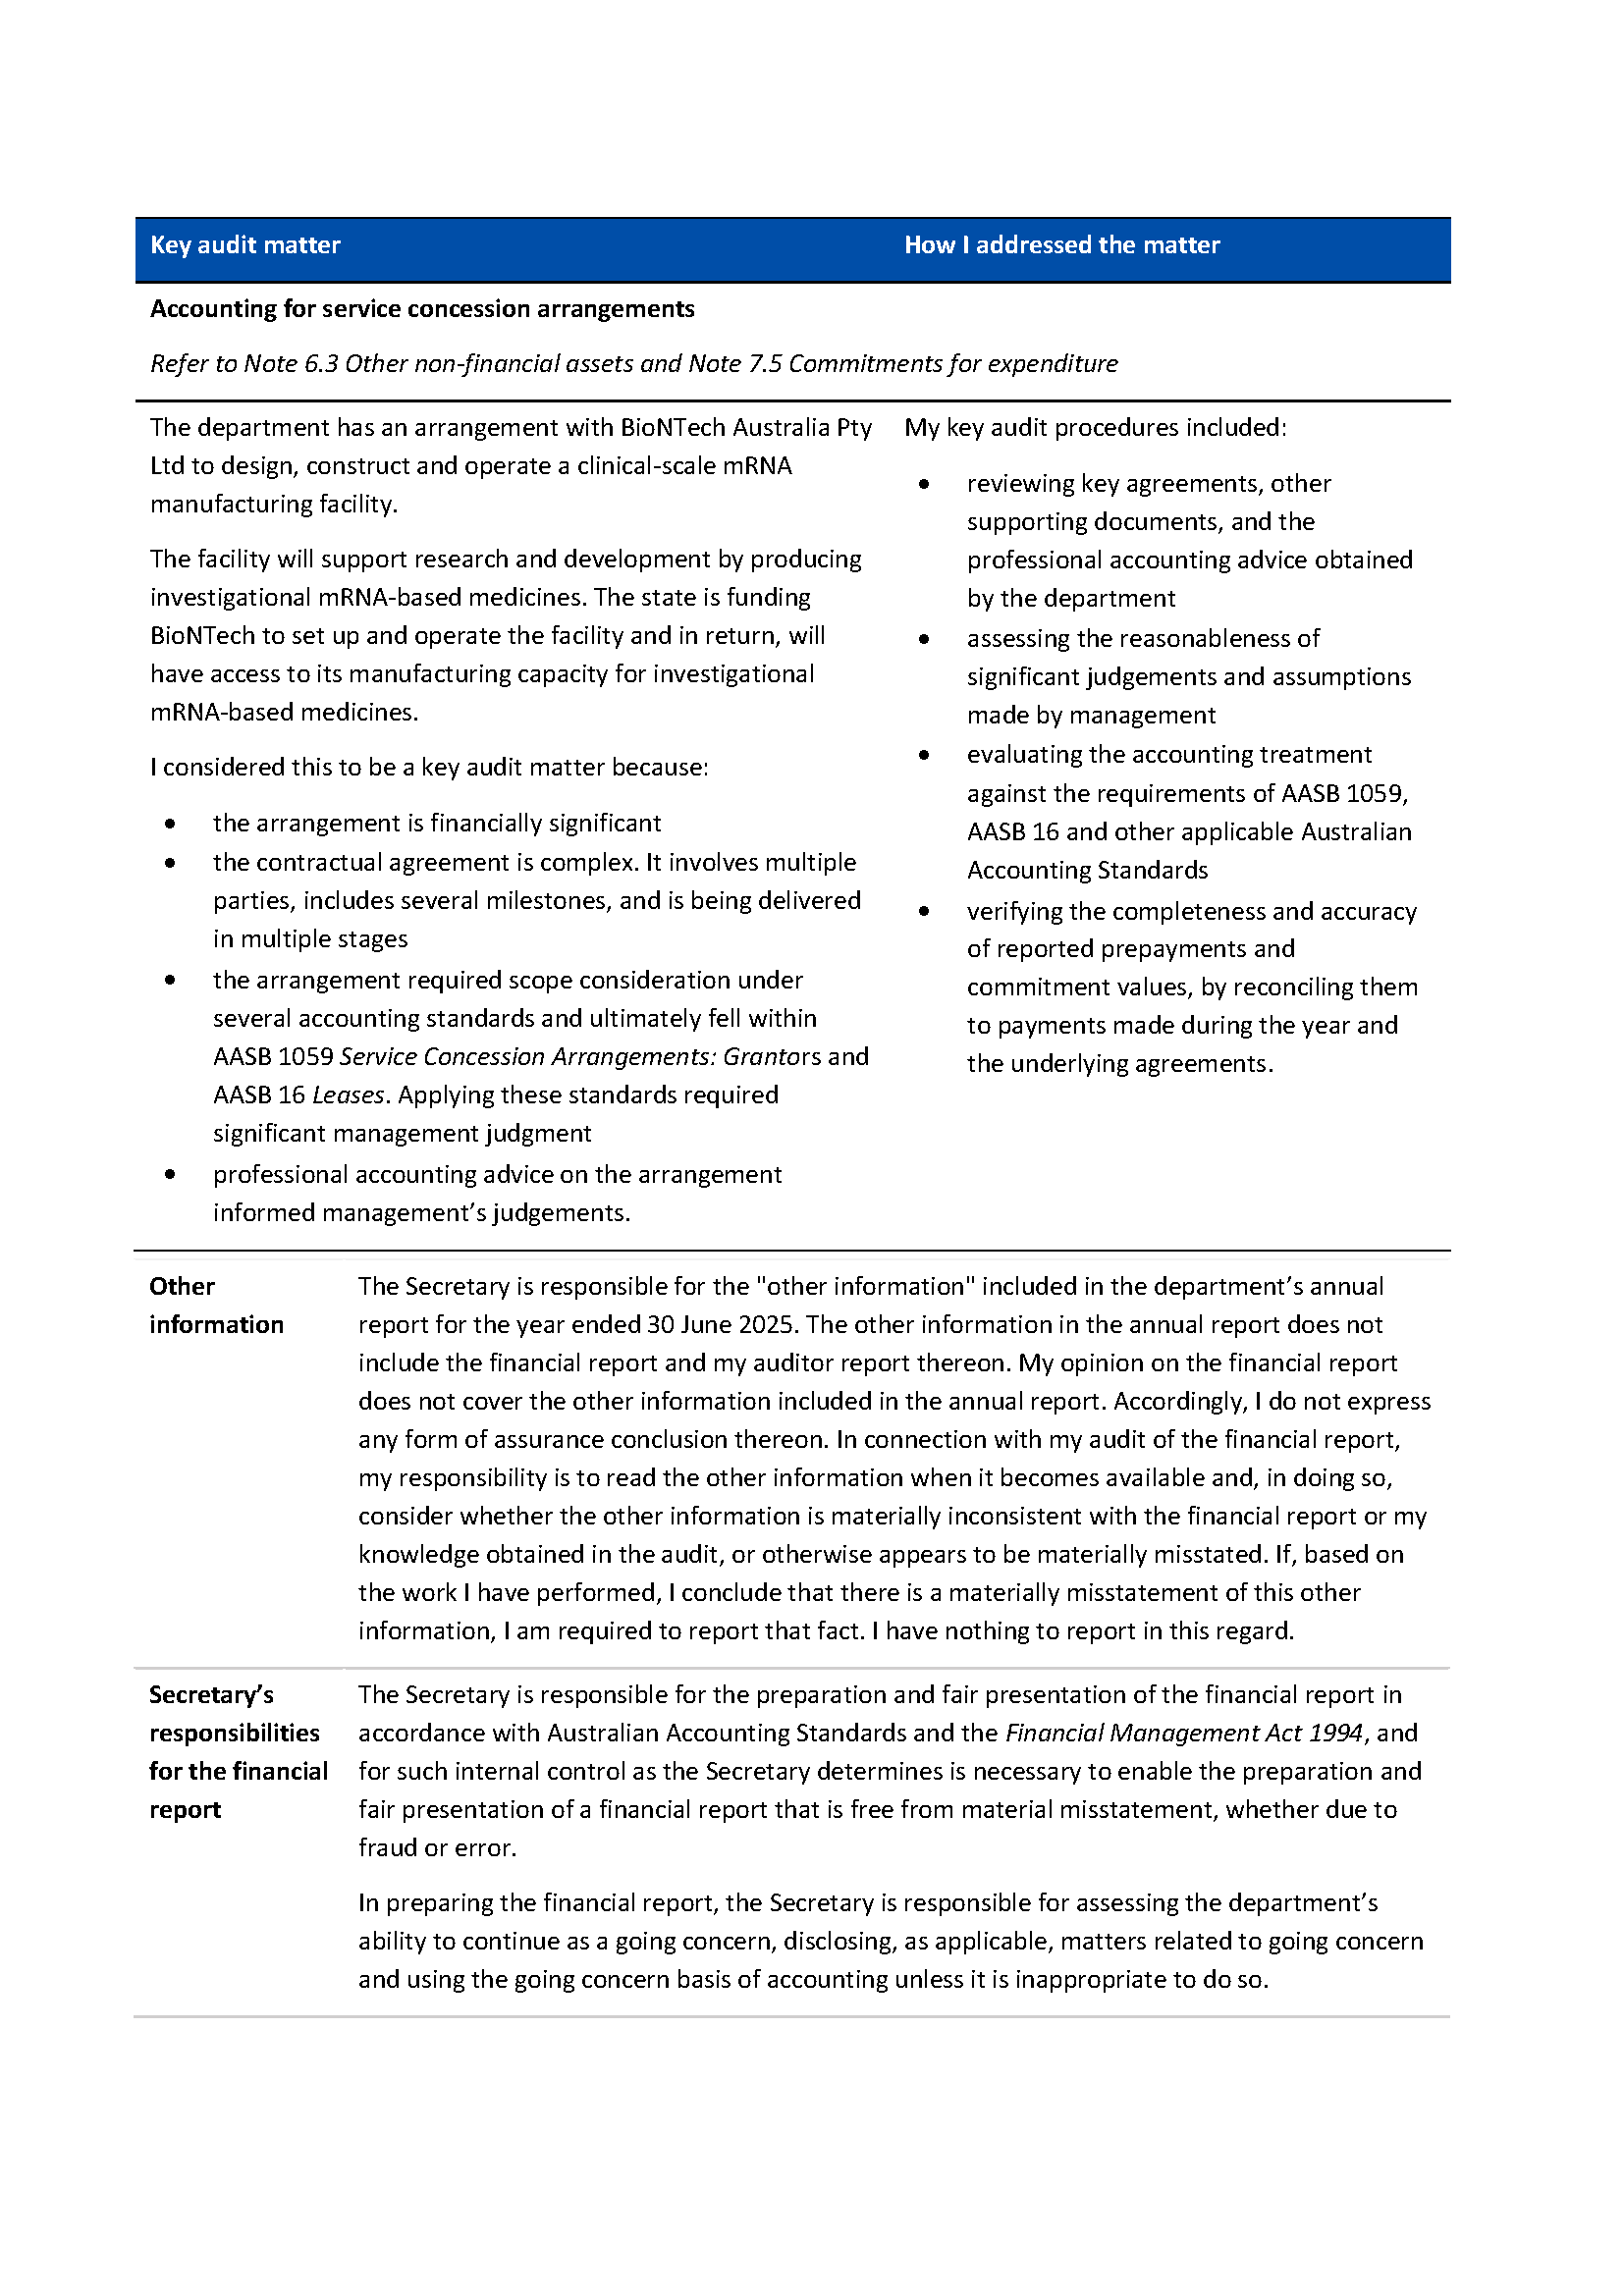 Key audit matter
How I addressed the matter
Accounting for service concession arrangements
Refer to Note 6.3 Other non-financial assets and Note 7.5 Commitments for expenditure
The department has an arrangement with BioNTech Australia Pty
Ltd to design, construct and operate a clinical-scale mRNA
manufacturing facility.
The facility will support research and development by producing
investigational mRNA-based medicines. The state is funding
BioNTech to set up and operate the facility and in return, will
have access to its manufacturing capacity for investigational
mRNA-based medicines.
I considered this to be a key audit matter because:
• the arrangement is financially significant
• the contractual agreement is complex. It involves multiple
parties, includes several milestones, and is being delivered
in multiple stages
• the arrangement required scope consideration under
several accounting standards and ultimately fell within
AASB 1059 Service Concession Arrangements: Grantors and
AASB 16 Leases. Applying these standards required
significant management judgment
• professional accounting advice on the arrangement
informed management’s judgements.
My key audit procedures included:
• reviewing key agreements, other
supporting documents, and the
professional accounting advice obtained
by the department
• assessing the reasonableness of
significant judgements and assumptions
made by management
• evaluating the accounting treatment
against the requirements of AASB 1059,
AASB 16 and other applicable Australian
Accounting Standards
• verifying the completeness and accuracy
of reported prepayments and
commitment values, by reconciling them
to payments made during the year and
the underlying agreements.
Other
information
The Secretary is responsible for the "other information" included in the department’s annual
report for the year ended 30 June 2025. The other information in the annual report does not
include the financial report and my auditor report thereon. My opinion on the financial report
does not cover the other information included in the annual report. Accordingly, I do not express
any form of assurance conclusion thereon. In connection with my audit of the financial report,
my responsibility is to read the other information when it becomes available and, in doing so,
consider whether the other information is materially inconsistent with the financial report or my
knowledge obtained in the audit, or otherwise appears to be materially misstated. If, based on
the work I have performed, I conclude that there is a materially misstatement of this other
information, I am required to report that fact. I have nothing to report in this regard.
Secretary’s
responsibilities
for the financial
report
The Secretary is responsible for the preparation and fair presentation of the financial report in
accordance with Australian Accounting Standards and the Financial Management Act 1994, and
for such internal control as the Secretary determines is necessary to enable the preparation and
fair presentation of a financial report that is free from material misstatement, whether due to
fraud or error.
In preparing the financial report, the Secretary is responsible for assessing the department’s
ability to continue as a going concern, disclosing, as applicable, matters related to going concern
and using the going concern basis of accounting unless it is inappropriate to do so.